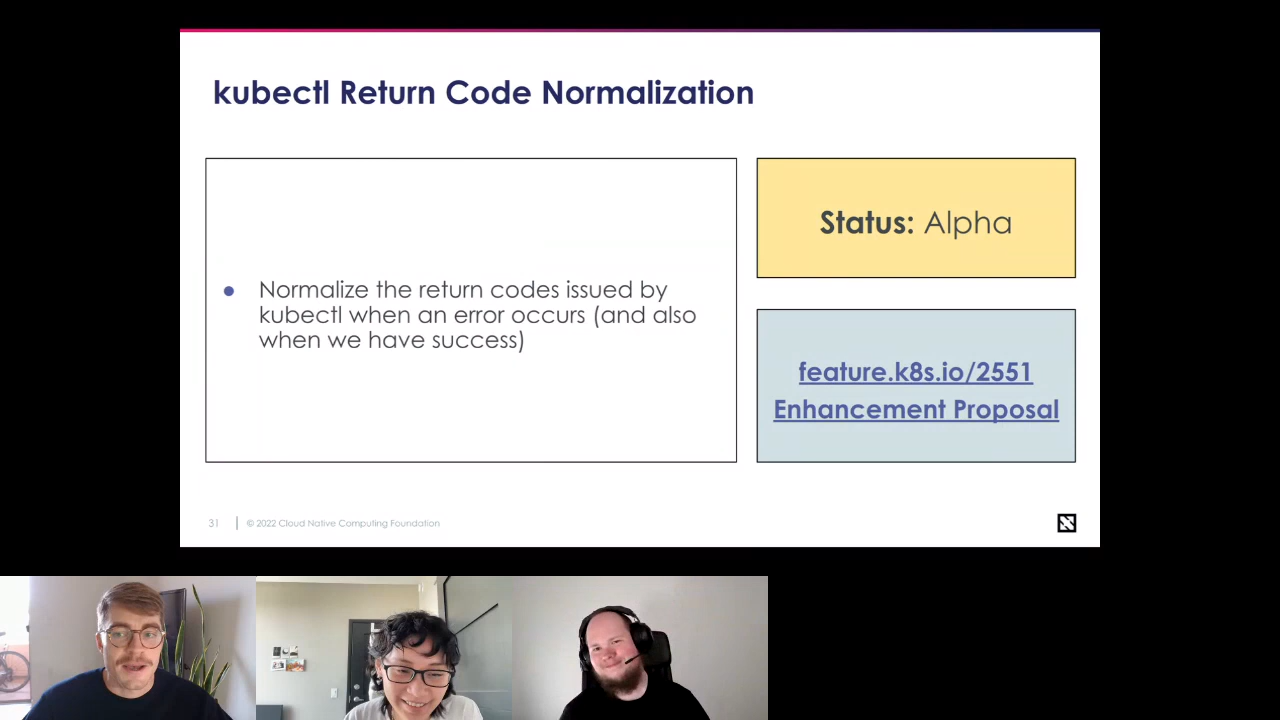 kubectl Return Code Normalization
● Normalize the return codes issued by
kubectl when an error occurs (and also
when we have success)
Status: Alpha
feature.k8s.io/2551
Enhancement Proposal
31 | © 2022 Cloud Native Computing Foundation